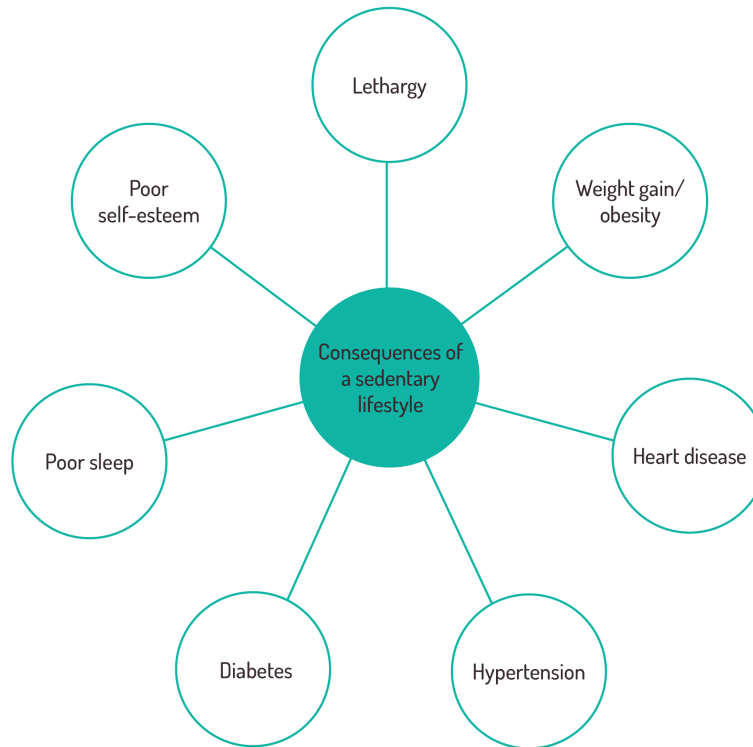 Lethargy
Poor
self-esteem
Weight gain/
obesity
Consequences of
a sedentary
lifestyle
Poor sleep
Heart disease
Diabetes
Hypertension